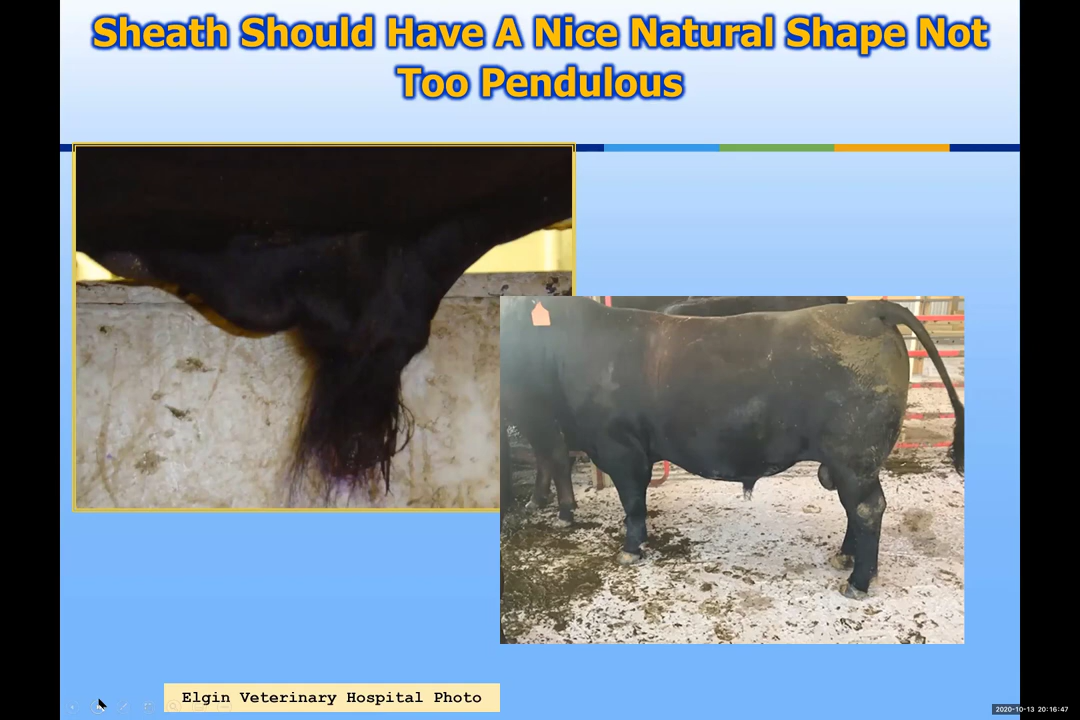 Sheath Should Have A Nice Natural Shape Not
Too Pendulous
Elgin Veterinary Hospital Photo
2020-10-13 20:16:47